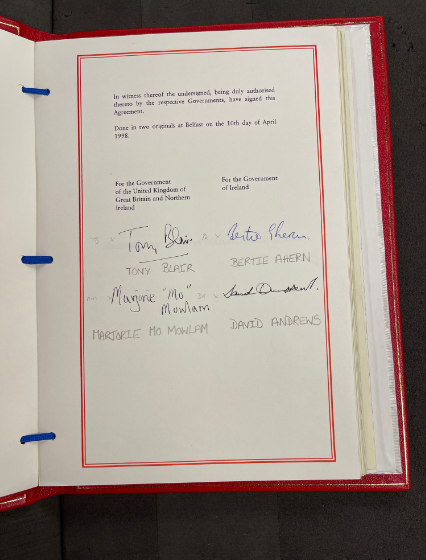 In witness thereof the undersigned, being duly authorised
thereto by the respective Governments, have signed this
Agreement.
Done in two originals at Belfast on the 10th day of April
1998.
For the Government
of the United Kingdom of
Great Britain and Northern
Ireland
For the Government
of Ireland
Tony Blair
Bertie Ahern.
TONY BLAIR
BERTIE AHERN
Marjorie "Mo"
Mowlam
MARJORIE MO MOWLAM
DAVID ANDREWS